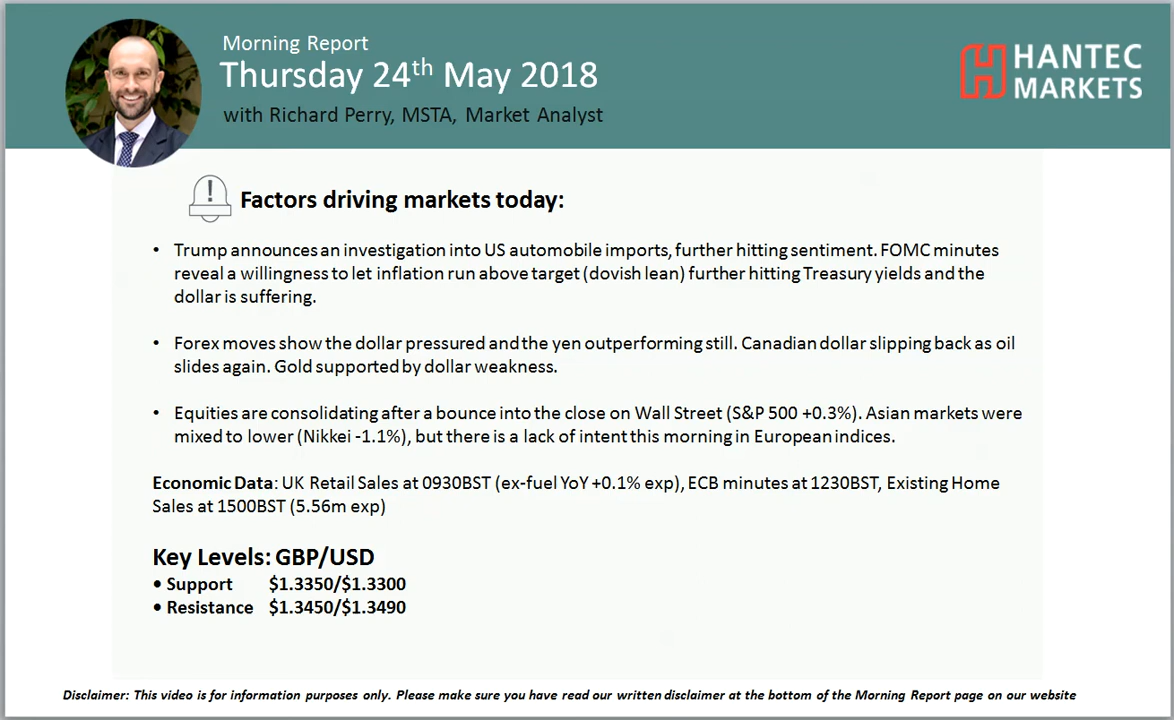 Morning Report
Thursday 24th May 2018
with Richard Perry, MSTA, Market Analyst
HANTEC
MARKETS
!
Factors driving markets today:
• Trump announces an investigation into US automobile imports, further hitting sentiment. FOMC minutes
reveal a willingness to let inflation run above target (dovish lean) further hitting Treasury yields and the
dollar is suffering.
• Forex moves show the dollar pressured and the yen outperforming still. Canadian dollar slipping back as oil
slides again. Gold supported by dollar weakness.
• Equities are consolidating after a bounce into the close on Wall Street (S&P 500 +0.3%). Asian markets were
mixed to lower (Nikkei -1.1%), but there is a lack of intent this morning in European indices.
Economic Data: UK Retail Sales at 0930BST (ex-fuel YoY +0.1% exp), ECB minutes at 1230BST, Existing Home
Sales at 1500BST (5.56m exp)
Key Levels: GBP/USD
• Support $1.3350/$1.3300
• Resistance $1.3450/$1.3490
Disclaimer: This video is for information purposes only. Please make sure you have read our written disclaimer at the bottom of the Morning Report page on our website